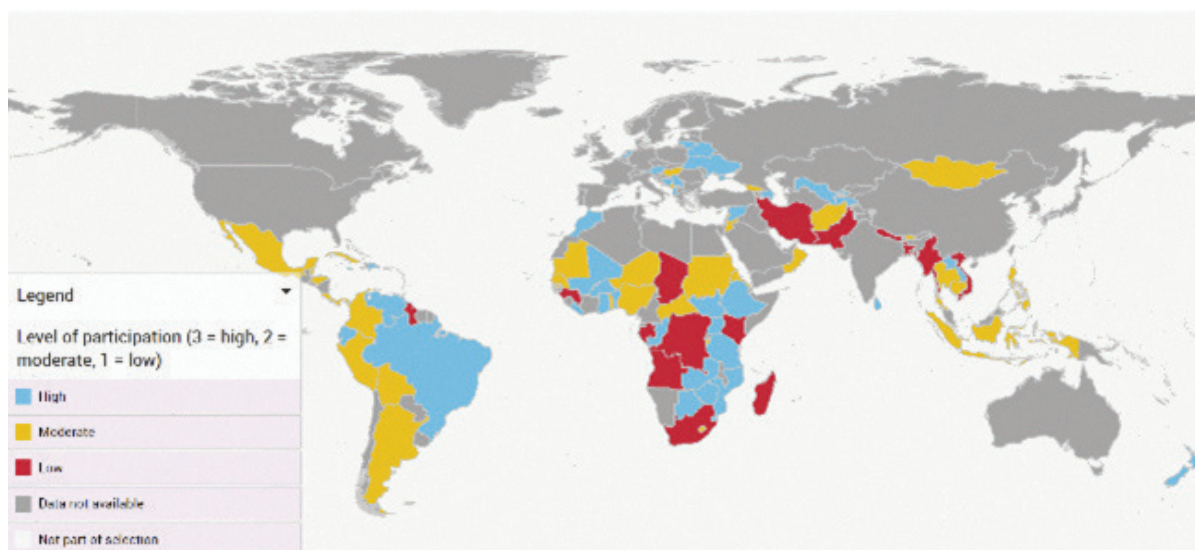 Legend
Level of participation (3 = high, 2 =
moderate, 1 = low)
High
Moderate
Low
Data not available
Not part of selection